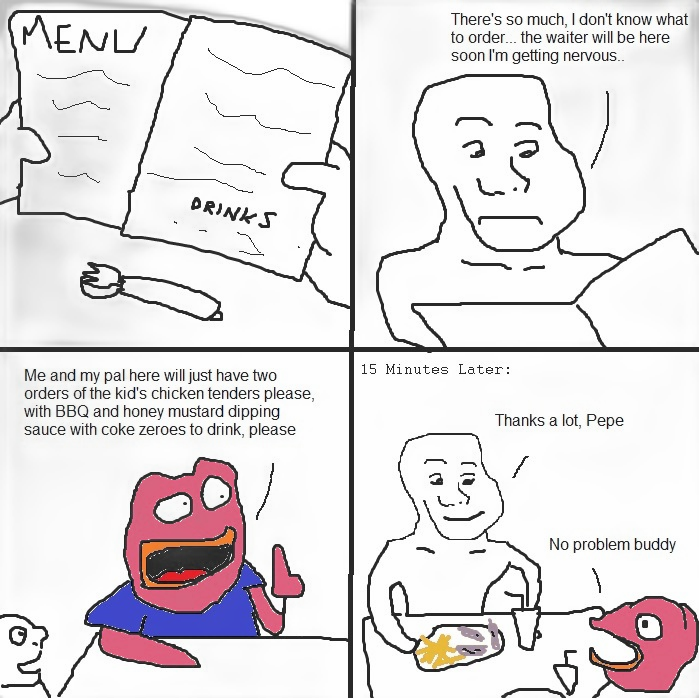 MENU
DRINKS
There's so much, I don't know what
to order... the waiter will be here
soon I'm getting nervous..
Me and my pal here will just have two
orders of the kid's chicken tenders please,
with BBQ and honey mustard dipping
sauce with coke zeroes to drink, please
15 Minutes Later:
Thanks a lot, Pepe
No problem buddy